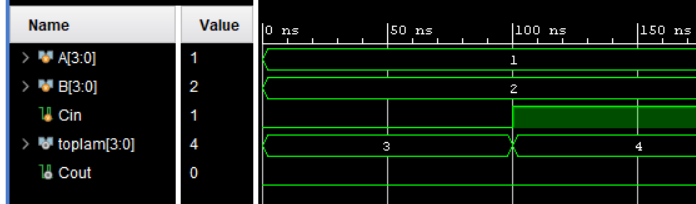 Name Value 0 ns 50 ns 100 ns 150 ns
A[3:0] 1 1
B[3:0] 2 2
Cin 1
toplam[3:0] 4 3 4
Cout 0